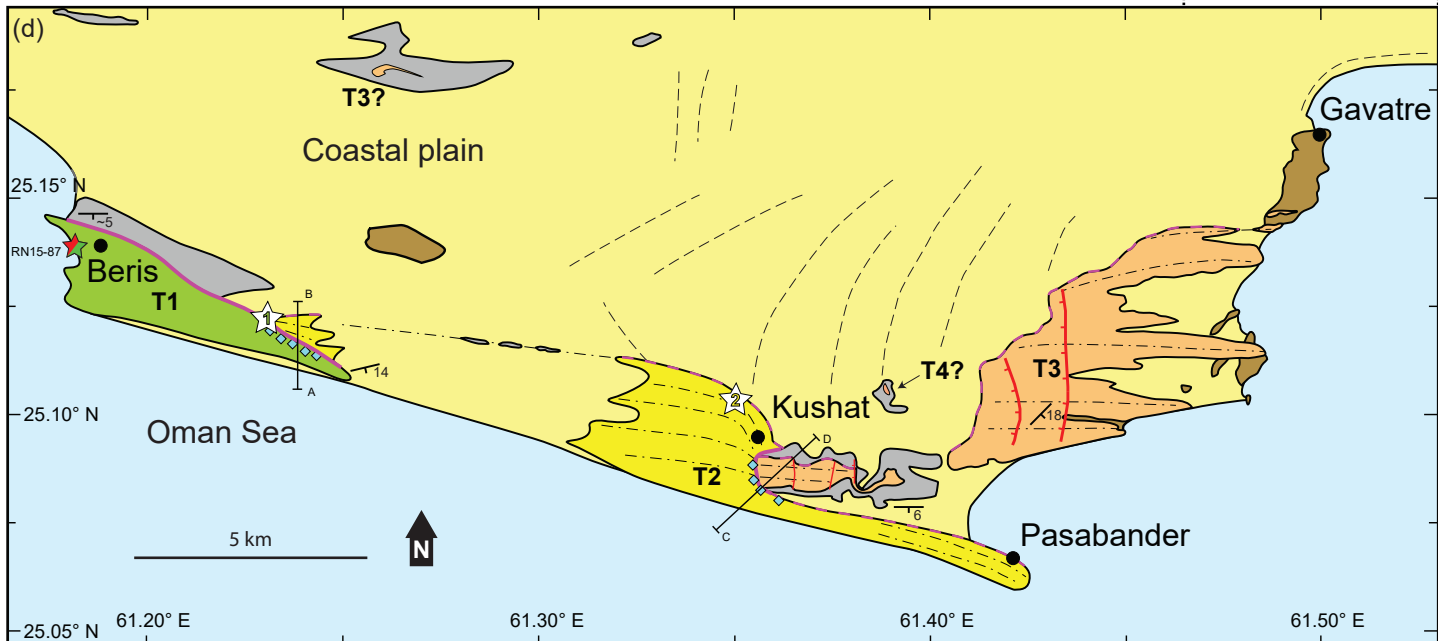 (d)
T3?
Gavatre
Coastal plain
25.15° N
~5
RN15-87
Beris
T1
B
1
14
A
T4?
T3
18
25.10° N
2
Kushat
Oman Sea
D
T2
6
C
5 km
N
Pasabander
25.05° N
61.20° E
61.30° E
61.40° E
61.50° E